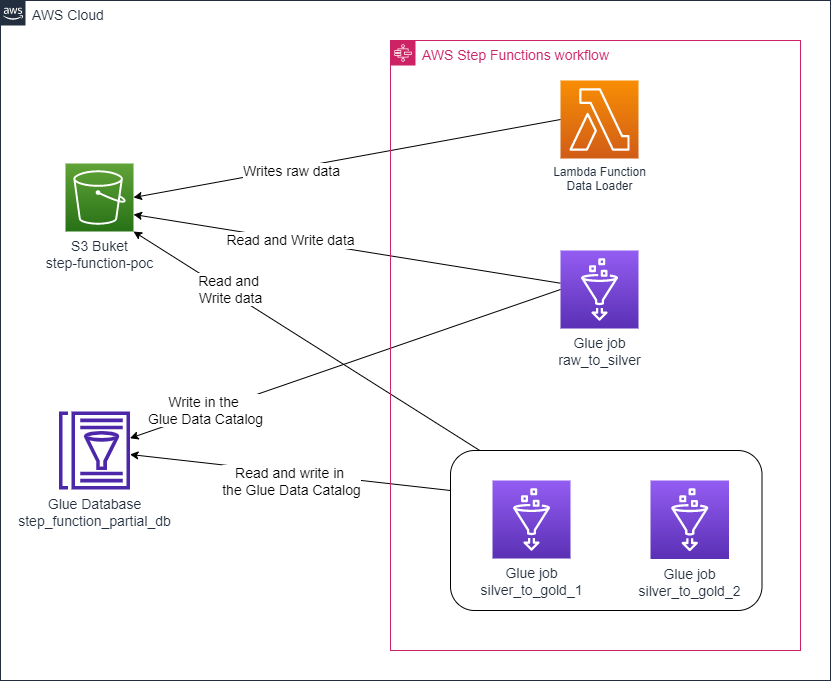 aws
AWS Cloud
AWS Step Functions workflow
Lambda Function
Data Loader
Writes raw data
S3 Buket
step-function-poc
Read and Write data
Read and
Write data
Glue job
raw_to_silver
Write in the
Glue Data Catalog
Glue Database
step_function_partial_db
Read and write in
the Glue Data Catalog
Glue job
silver_to_gold_1
Glue job
silver_to_gold_2